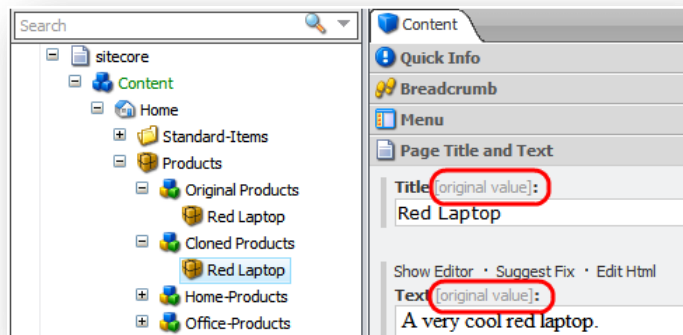 Search
sitecore
Content
Home
Standard-Items
Products
Original Products
Red Laptop
Cloned Products
Red Laptop
Home-Products
Office-Products
Content
Quick Info
Breadcrumb
Menu
Page Title and Text
Title [original value]:
Red Laptop
Show Editor · Suggest Fix · Edit Html
Text [original value]:
A very cool red laptop.